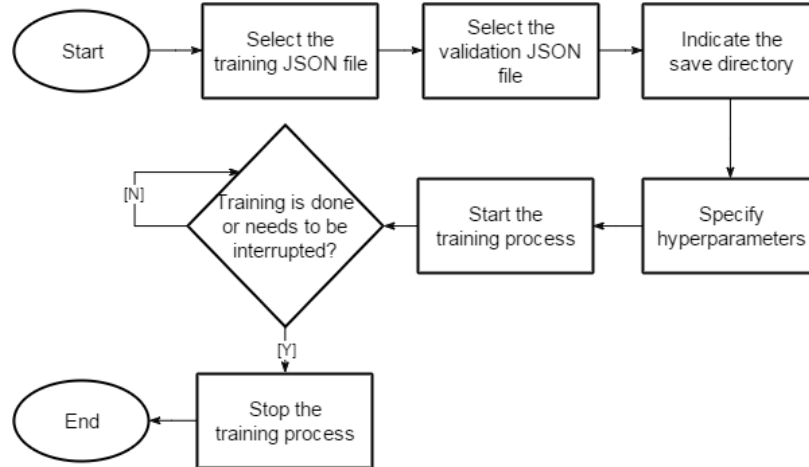 Start
Select the
training JSON file
Select the
validation JSON
file
Indicate the
save directory
[N]
Training is done
or needs to be
interrupted?
Start the
training process
Specify
hyperparameters
[Y]
End
Stop the
training process